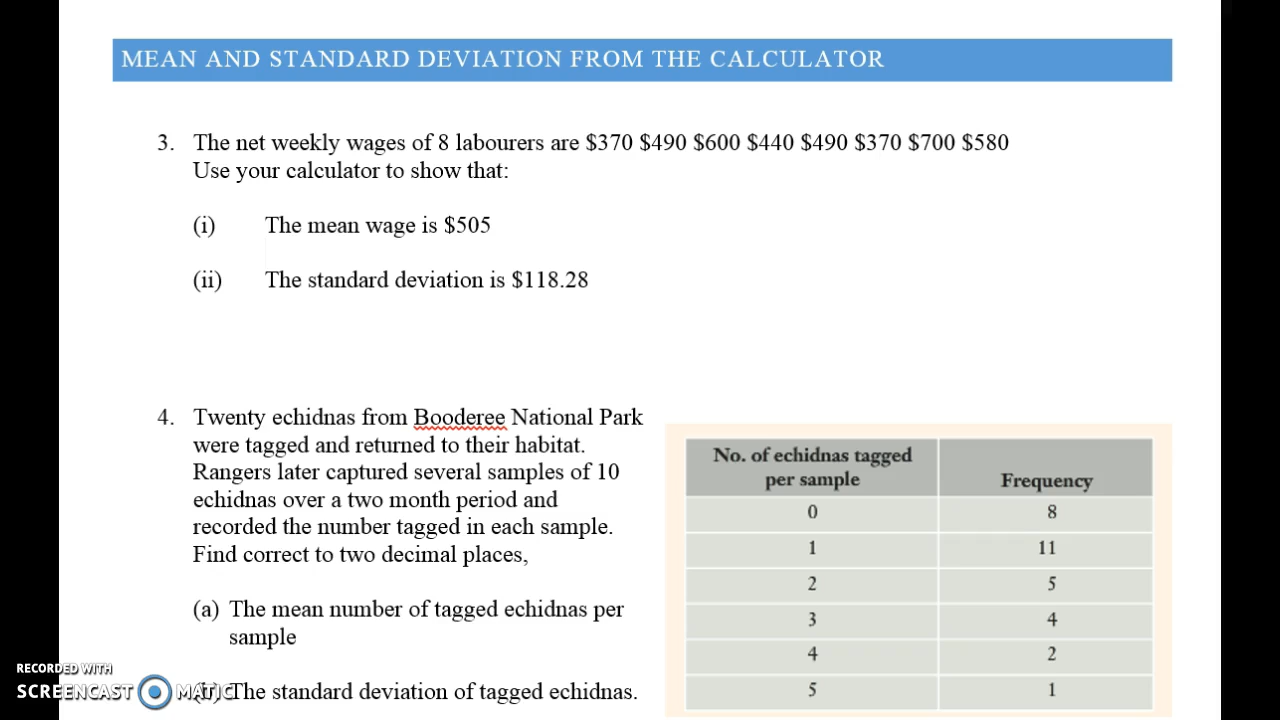 MEAN AND STANDARD DEVIATION FROM THE CALCULATOR
3. The net weekly wages of 8 labourers are $370 $490 $600 $440 $490 $370 $700 $580
Use your calculator to show that:
(i) The mean wage is $505
(ii) The standard deviation is $118.28
4. Twenty echidnas from Booderee National Park
were tagged and returned to their habitat.
Rangers later captured several samples of 10
echidnas over a two month period and
recorded the number tagged in each sample.
Find correct to two decimal places,
(a) The mean number of tagged echidnas per
sample
The standard deviation of tagged echidnas.
No. of echidnas tagged
per sample
Frequency
0 8
1 11
2 5
3 4
4 2
5 1
RECORDED WITH
SCREENCAST MATIC